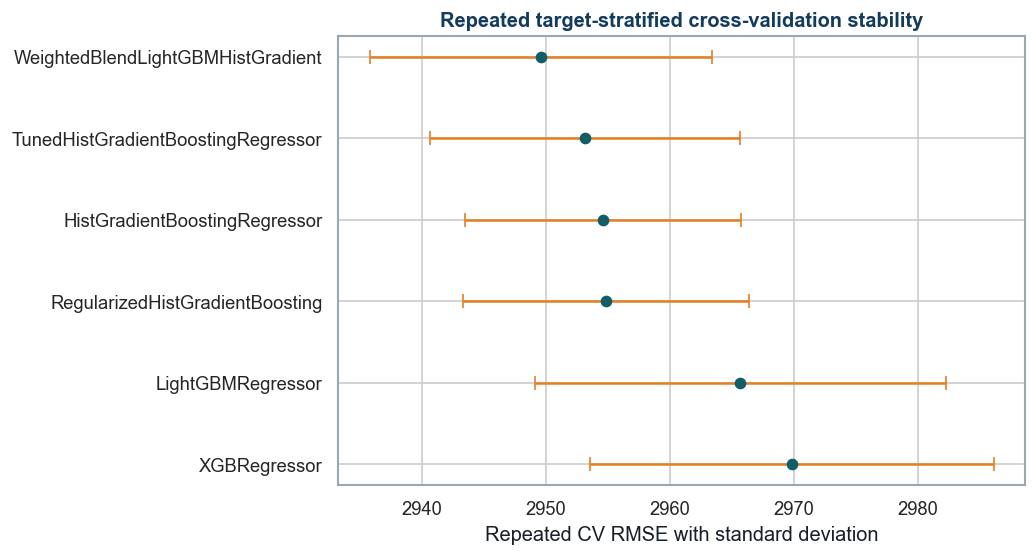 Repeated target-stratified cross-validation stability
WeightedBlendLightGBMHistGradient
TunedHistGradientBoostingRegressor
HistGradientBoostingRegressor
RegularizedHistGradientBoosting
LightGBMRegressor
XGBRegressor
2940 2950 2960 2970 2980
Repeated CV RMSE with standard deviation